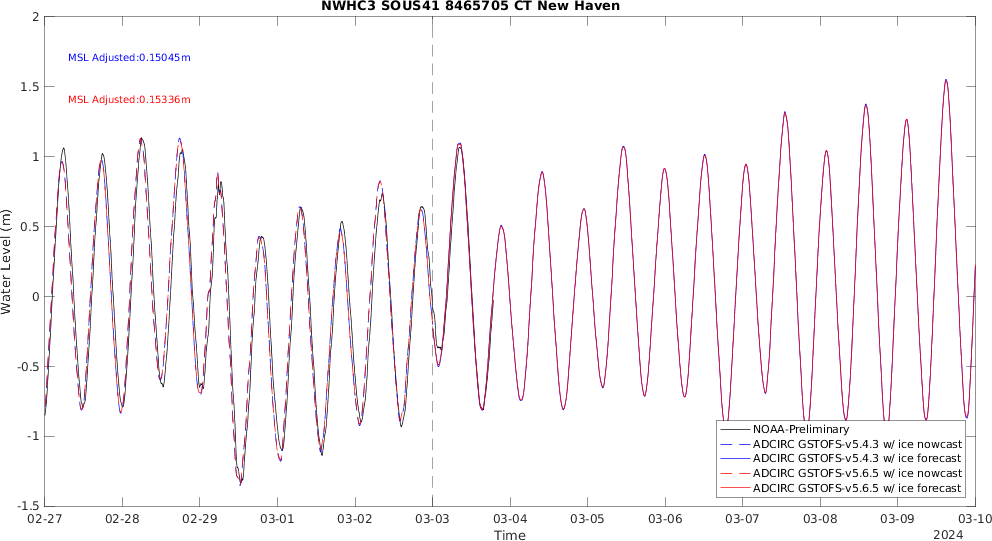 NWHC3 SOUS41 8465705 CT New Haven
2
MSL Adjusted:0.15045m
1.5
MSL Adjusted:0.15336m
1
0.5
Water Level (m)
0
-0.5
-1
NOAA-Preliminary
ADCIRC GSTOFS-v5.4.3 w/ ice nowcast
ADCIRC GSTOFS-v5.4.3 w/ ice forecast
ADCIRC GSTOFS-v5.6.5 w/ ice nowcast
ADCIRC GSTOFS-v5.6.5 w/ ice forecast
-1.5
02-27 02-28 02-29 03-01 03-02 03-03 03-04 03-05 03-06 03-07 03-08 03-09 03-10
Time 2024